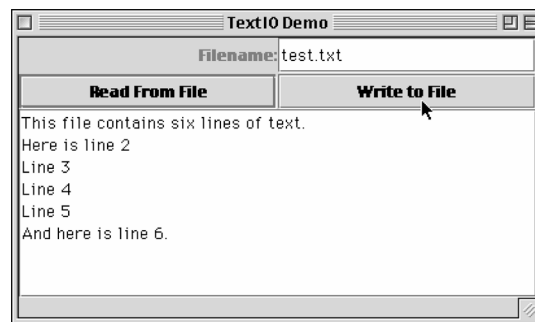 TextIO Demo
Filename: test.txt
Read From File Write to File
This file contains six lines of text.
Here is line 2
Line 3
Line 4
Line 5
And here is line 6.